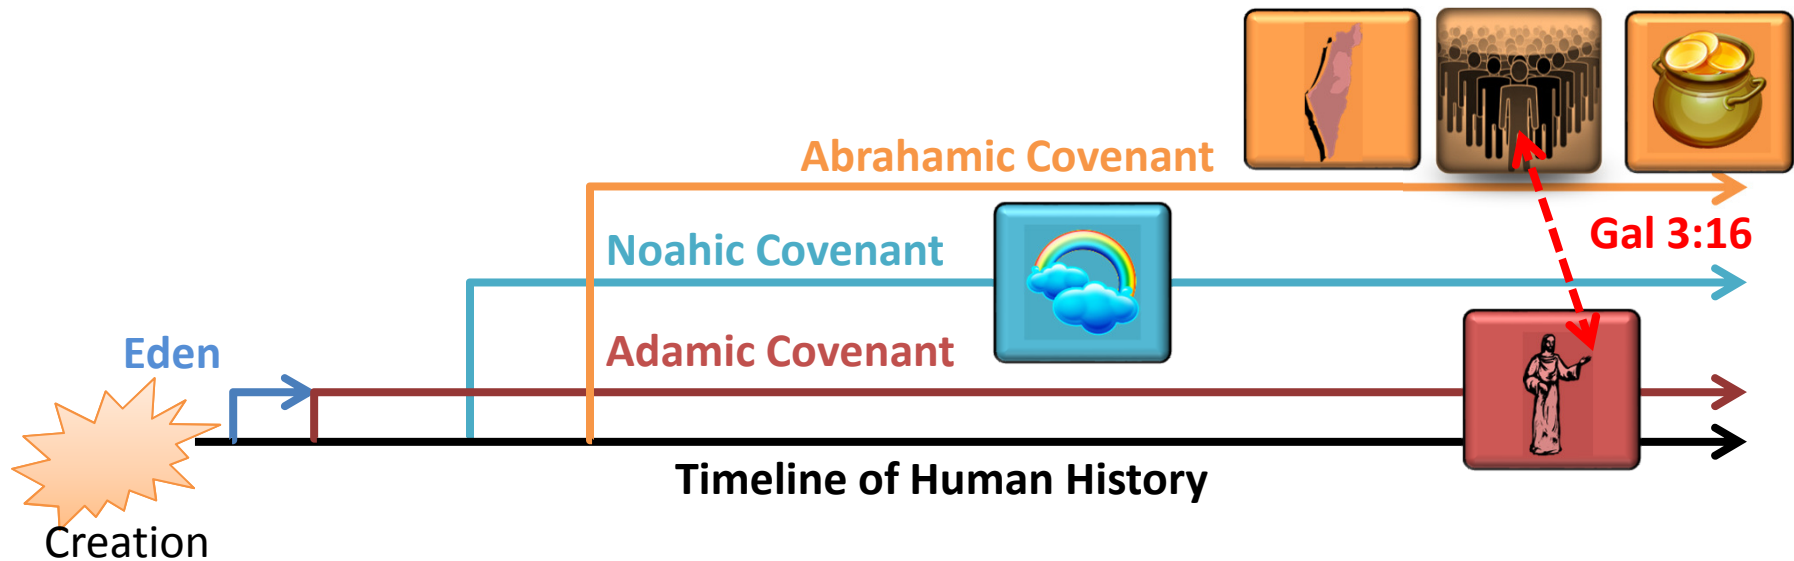 Abrahamic Covenant
Gal 3:16
Noahic Covenant
Eden
Adamic Covenant
Timeline of Human History
Creation